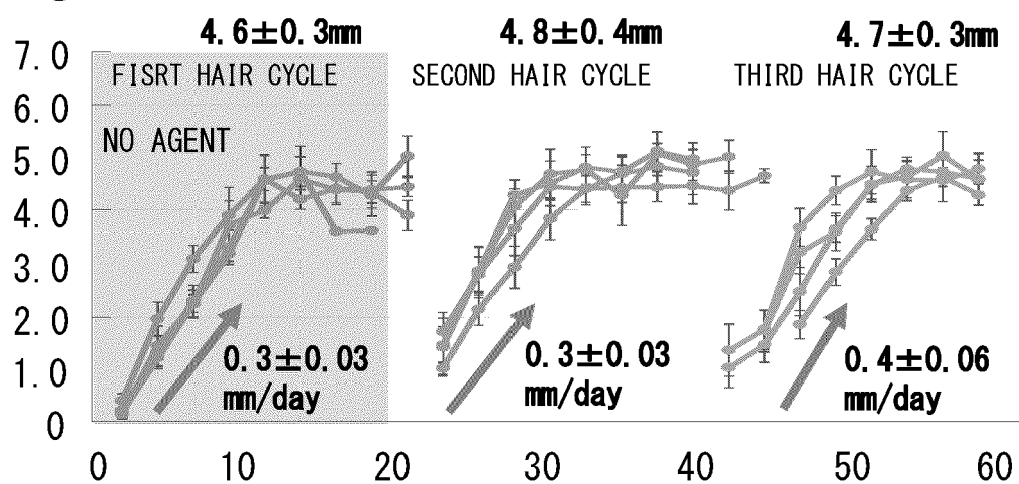 4.6±0.3mm 4.8±0.4mm 4.7±0.3mm
7.0
FISRT HAIR CYCLE SECOND HAIR CYCLE THIRD HAIR CYCLE
6.0
NO AGENT
5.0
4.0
3.0
2.0
0.3±0.03 0.3±0.03 0.4±0.06
1.0
mm/day mm/day mm/day
0
0 10 20 30 40 50 60